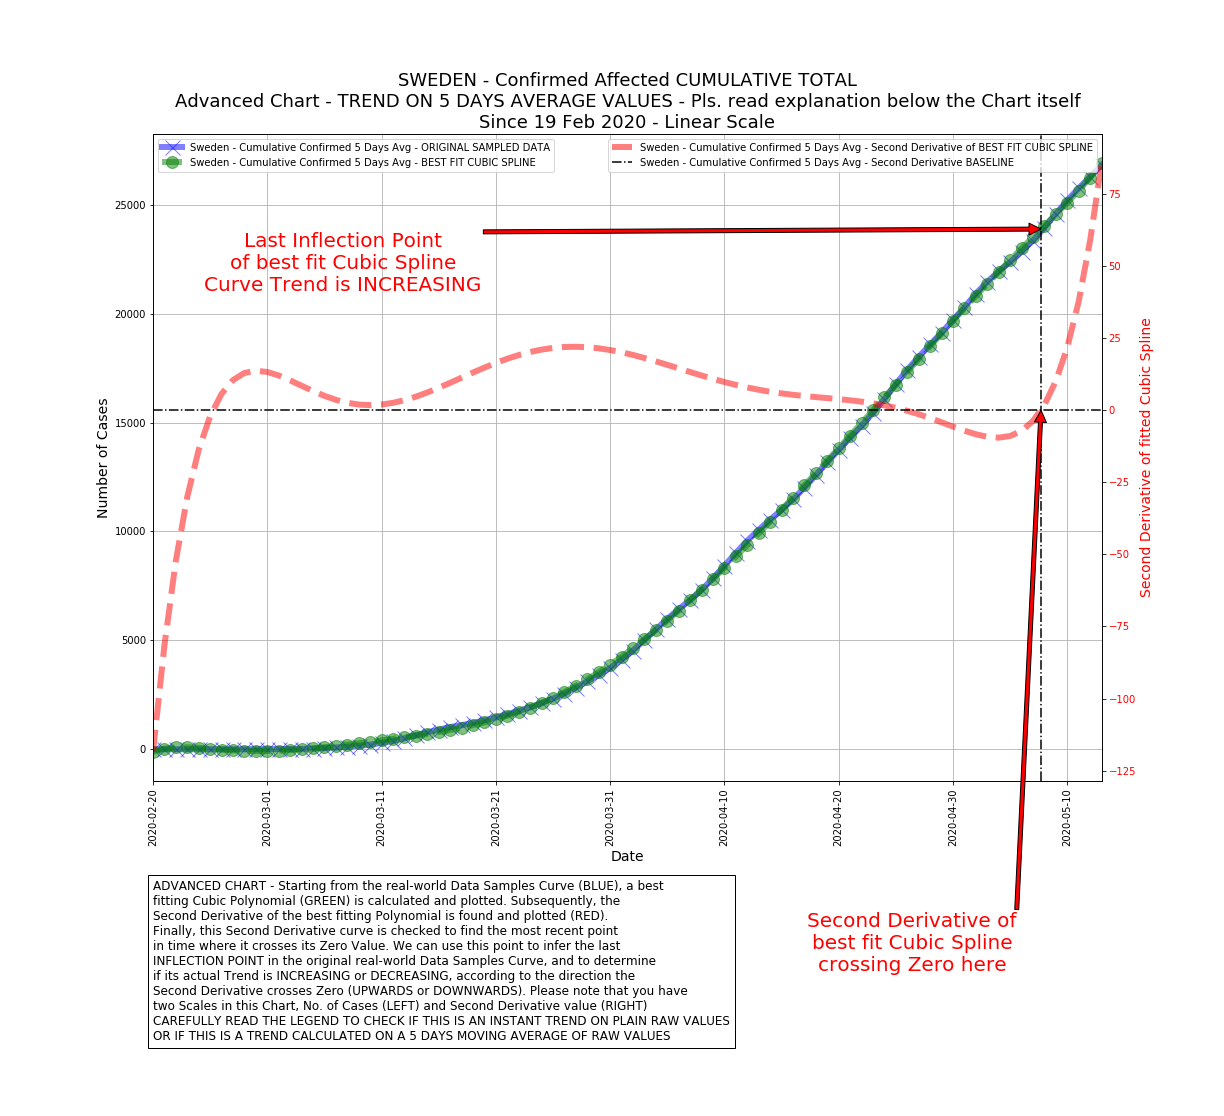 SWEDEN - Confirmed Affected CUMULATIVE TOTAL
Advanced Chart - TREND ON 5 DAYS AVERAGE VALUES - Pls. read explanation below the Chart itself
Since 19 Feb 2020 - Linear Scale
Sweden - Cumulative Confirmed 5 Days Avg - ORIGINAL SAMPLED DATA
Sweden - Cumulative Confirmed 5 Days Avg - BEST FIT CUBIC SPLINE
Sweden - Cumulative Confirmed 5 Days Avg - Second Derivative of BEST FIT CUBIC SPLINE
Sweden - Cumulative Confirmed 5 Days Avg - Second Derivative BASELINE
Last Inflection Point
of best fit Cubic Spline
Curve Trend is INCREASING
Number of Cases
25000
20000
15000
10000
5000
0
75
50
25
0
−25
−50
−75
−100
−125
Second Derivative of fitted Cubic Spline
2020-02-20
2020-03-01
2020-03-11
2020-03-21
2020-03-31
2020-04-10
2020-04-20
2020-04-30
2020-05-10
Date
ADVANCED CHART - Starting from the real-world Data Samples Curve (BLUE), a best
fitting Cubic Polynomial (GREEN) is calculated and plotted. Subsequently, the
Second Derivative of the best fitting Polynomial is found and plotted (RED).
Finally, this Second Derivative curve is checked to find the most recent point
in time where it crosses its Zero Value. We can use this point to infer the last
INFLECTION POINT in the original real-world Data Samples Curve, and to determine
if its actual Trend is INCREASING or DECREASING, according to the direction the
Second Derivative crosses Zero (UPWARDS or DOWNWARDS). Please note that you have
two Scales in this Chart, No. of Cases (LEFT) and Second Derivative value (RIGHT)
CAREFULLY READ THE LEGEND TO CHECK IF THIS IS AN INSTANT TREND ON PLAIN RAW VALUES
OR IF THIS IS A TREND CALCULATED ON A 5 DAYS MOVING AVERAGE OF RAW VALUES
Second Derivative of
best fit Cubic Spline
crossing Zero here